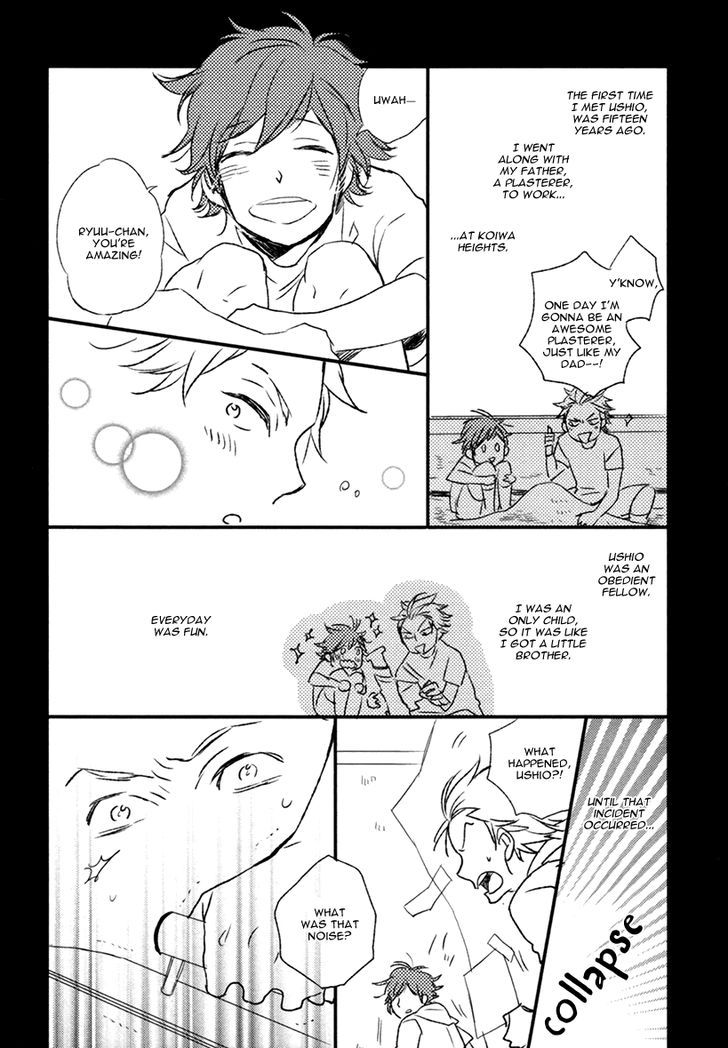 THE FIRST TIME
I MET USHIO,
WAS FIFTEEN
YEARS AGO.
I WENT
ALONG WITH
MY FATHER,
A PLASTERER,
TO WORK...
...AT KOIWA
HEIGHTS.
Y'KNOW,
ONE DAY I'M
GONNA BE AN
AWESOME
PLASTERER,
JUST LIKE MY
DAD--!
UWAH—
RYUU-CHAN,
YOU'RE
AMAZING!
USHIO
WAS AN
OBEDIENT
FELLOW.
I WAS AN
ONLY CHILD,
SO IT WAS LIKE
I GOT A LITTLE
BROTHER.
EVERYDAY
WAS FUN.
UNTIL THAT
INCIDENT
OCCURRED...
collapse
WHAT
HAPPENED,
USHIO?!
WHAT
WAS THAT
NOISE?